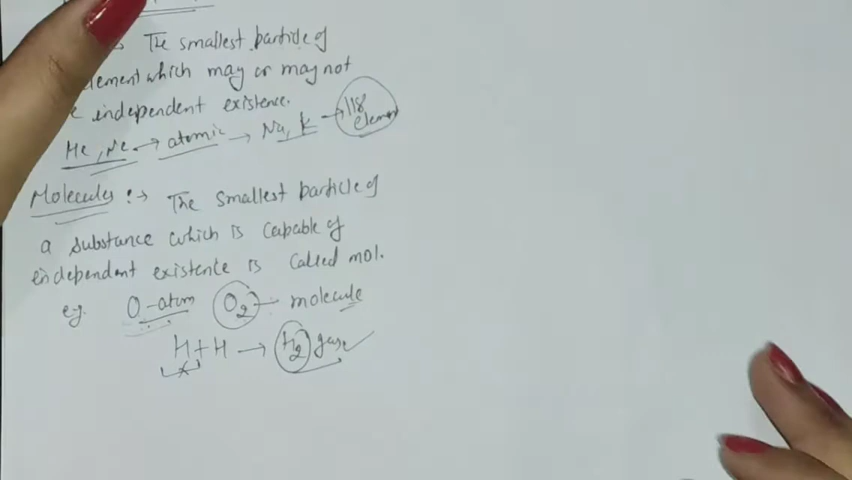 :→ The smallest particle of
element which may or may not
independent existence.
He, Ne → atomic → Na, K → 118 element
Molecules :→ The smallest particle of
a substance which is capable of
independent existence is called mol.
e.g. O-atom O2 — molecule
H + H → H2 gas